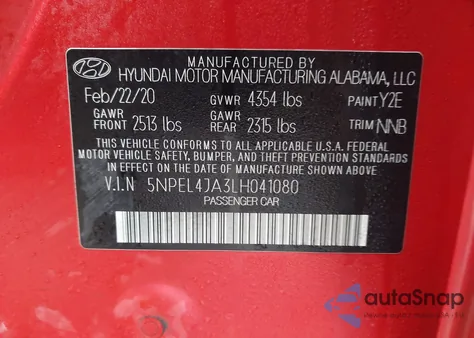 MANUFACTURED BY
HYUNDAI MOTOR MANUFACTURING ALABAMA, LLC
Feb/22/20 GVWR 4354 lbs PAINT Y2E
GAWR FRONT 2513 lbs GAWR REAR 2315 lbs TRIM NNB
THIS VEHICLE CONFORMS TO ALL APPLICABLE U.S.A. FEDERAL
MOTOR VEHICLE SAFETY, BUMPER, AND THEFT PREVENTION STANDARDS
IN EFFECT ON THE DATE OF MANUFACTURE SHOWN ABOVE.
V.I.N 5NPEL4JA3LH041080
PASSENGER CAR
autoSnap